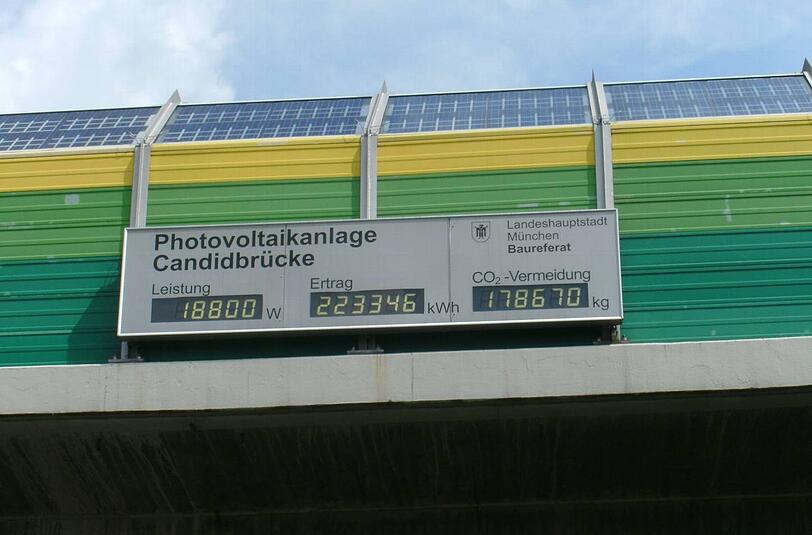 Photovoltaikanlage
Candidbrücke
Landeshauptstadt
München
Baureferat
Leistung
18800 W
Ertrag
223346 kWh
CO₂-Vermeidung
178670 kg